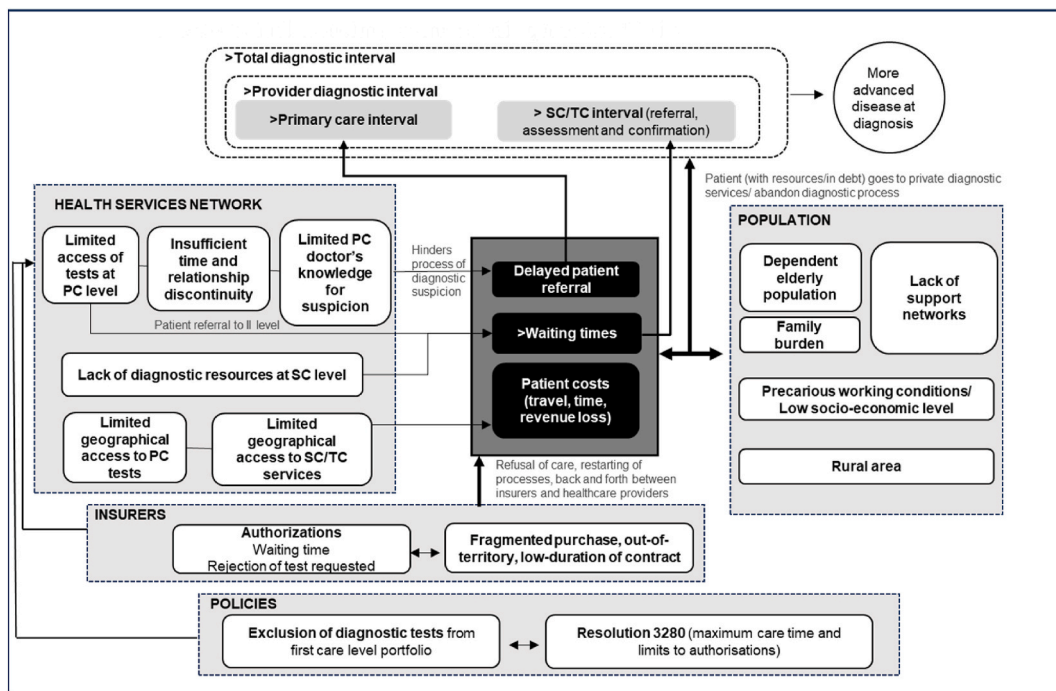 >Total diagnostic interval
>Provider diagnostic interval
>Primary care interval
> SC/TC interval (referral,
assessment and confirmation)
More
advanced
disease at
diagnosis
Patient (with resources/in debt) goes to private diagnostic
services/ abandon diagnostic process
HEALTH SERVICES NETWORK
Limited
access of
tests at
PC level
Insufficient
time and
relationship
discontinuity
Limited PC
doctor's
knowledge
for
suspicion
Hinders
process of
diagnostic
suspicion
Patient referral to II level
Lack of diagnostic resources at SC level
Limited
geographical
access to PC
tests
Limited
geographical
access to SC/TC
services
Delayed patient
referral
>Waiting times
Patient costs
(travel, time,
revenue loss)
POPULATION
Dependent
elderly
population
Family
burden
Lack of
support
networks
Precarious working conditions/
Low socio-economic level
Rural area
Refusal of care, restarting of
processes, back and forth between
insurers and healthcare providers
INSURERS
Authorizations
Waiting time
Rejection of test requested
Fragmented purchase, out-of-
territory, low-duration of contract
POLICIES
Exclusion of diagnostic tests from
first care level portfolio
Resolution 3280 (maximum care time and
limits to authorisations)